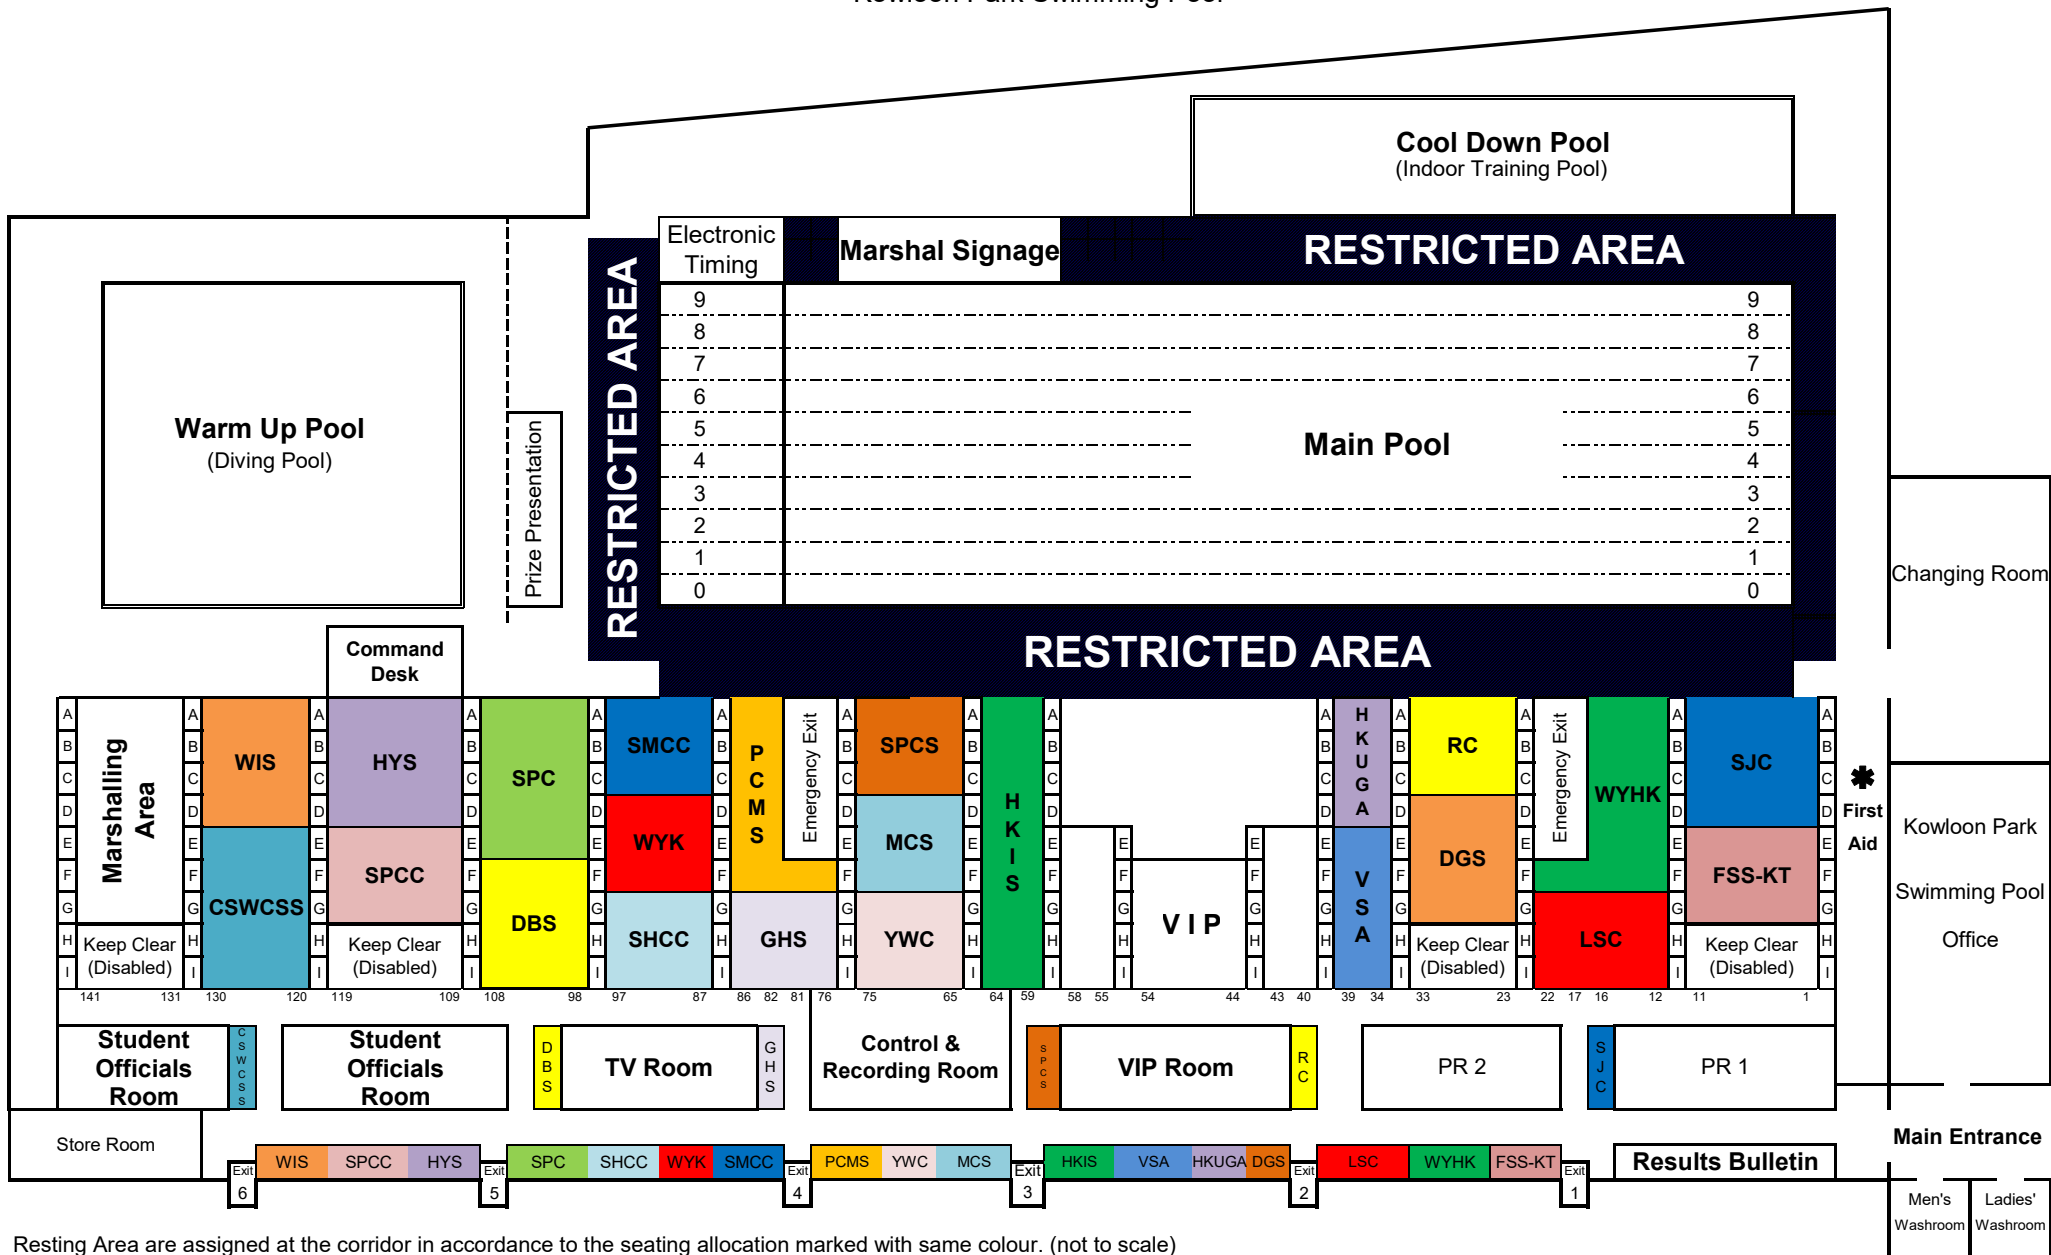 Kowloon Park Swimming Pool
Cool Down Pool
(Indoor Training Pool)
Electronic
Timing
Marshal Signage
RESTRICTED AREA
RESTRICTED AREA
9 9
8 8
7 7
6 6
5 5
4 4
3 3
2 2
1 1
0 0
Main Pool
Warm Up Pool
(Diving Pool)
Prize Presentation
RESTRICTED AREA
Command
Desk
Changing Room
A B C D E F G H I
Marshalling
Area
Keep Clear
(Disabled)
A B C D E F G H I
WIS
CSWCSS
A B C D E F G H I
HYS
SPCC
Keep Clear
(Disabled)
A B C D E F G H I
SPC
DBS
A B C D E F G H I
SMCC
WYK
SHCC
A B C D E F G H I
PCMS
Emergency Exit
GHS
A B C D E F G H I
SPCS
MCS
YWC
A B C D E F G H I
HKIS
A B C D E F G H I
E F G H I
VIP
E F G H I
A B C D E F G H I
HKUGA
VSA
A B C D E F G H I
RC
DGS
Keep Clear
(Disabled)
A B C D E F G H I
Emergency Exit
WYHK
LSC
A B C D E F G H I
SJC
FSS-KT
Keep Clear
(Disabled)
A B C D E F G H I
✱
First
Aid
Kowloon Park
Swimming Pool
Office
141 131 130 120 119 109 108 98 97 87 86 82 81 76 75 65 64 59 58 55 54 44 43 40 39 34 33 23 22 17 16 12 11 1
Student
Officials
Room
CSWCSS
Student
Officials
Room
DBS
TV Room
GHS
Control &
Recording Room
SPCS
VIP Room
RC
PR 2
SJC
PR 1
Store Room
Main Entrance
Exit
6
WIS SPCC HYS
Exit
5
SPC SHCC WYK SMCC
Exit
4
PCMS YWC MCS
Exit
3
HKIS VSA HKUGA DGS
Exit
2
LSC WYHK FSS-KT
Exit
1
Results Bulletin
Men's
Washroom
Ladies'
Washroom
Resting Area are assigned at the corridor in accordance to the seating allocation marked with same colour. (not to scale)